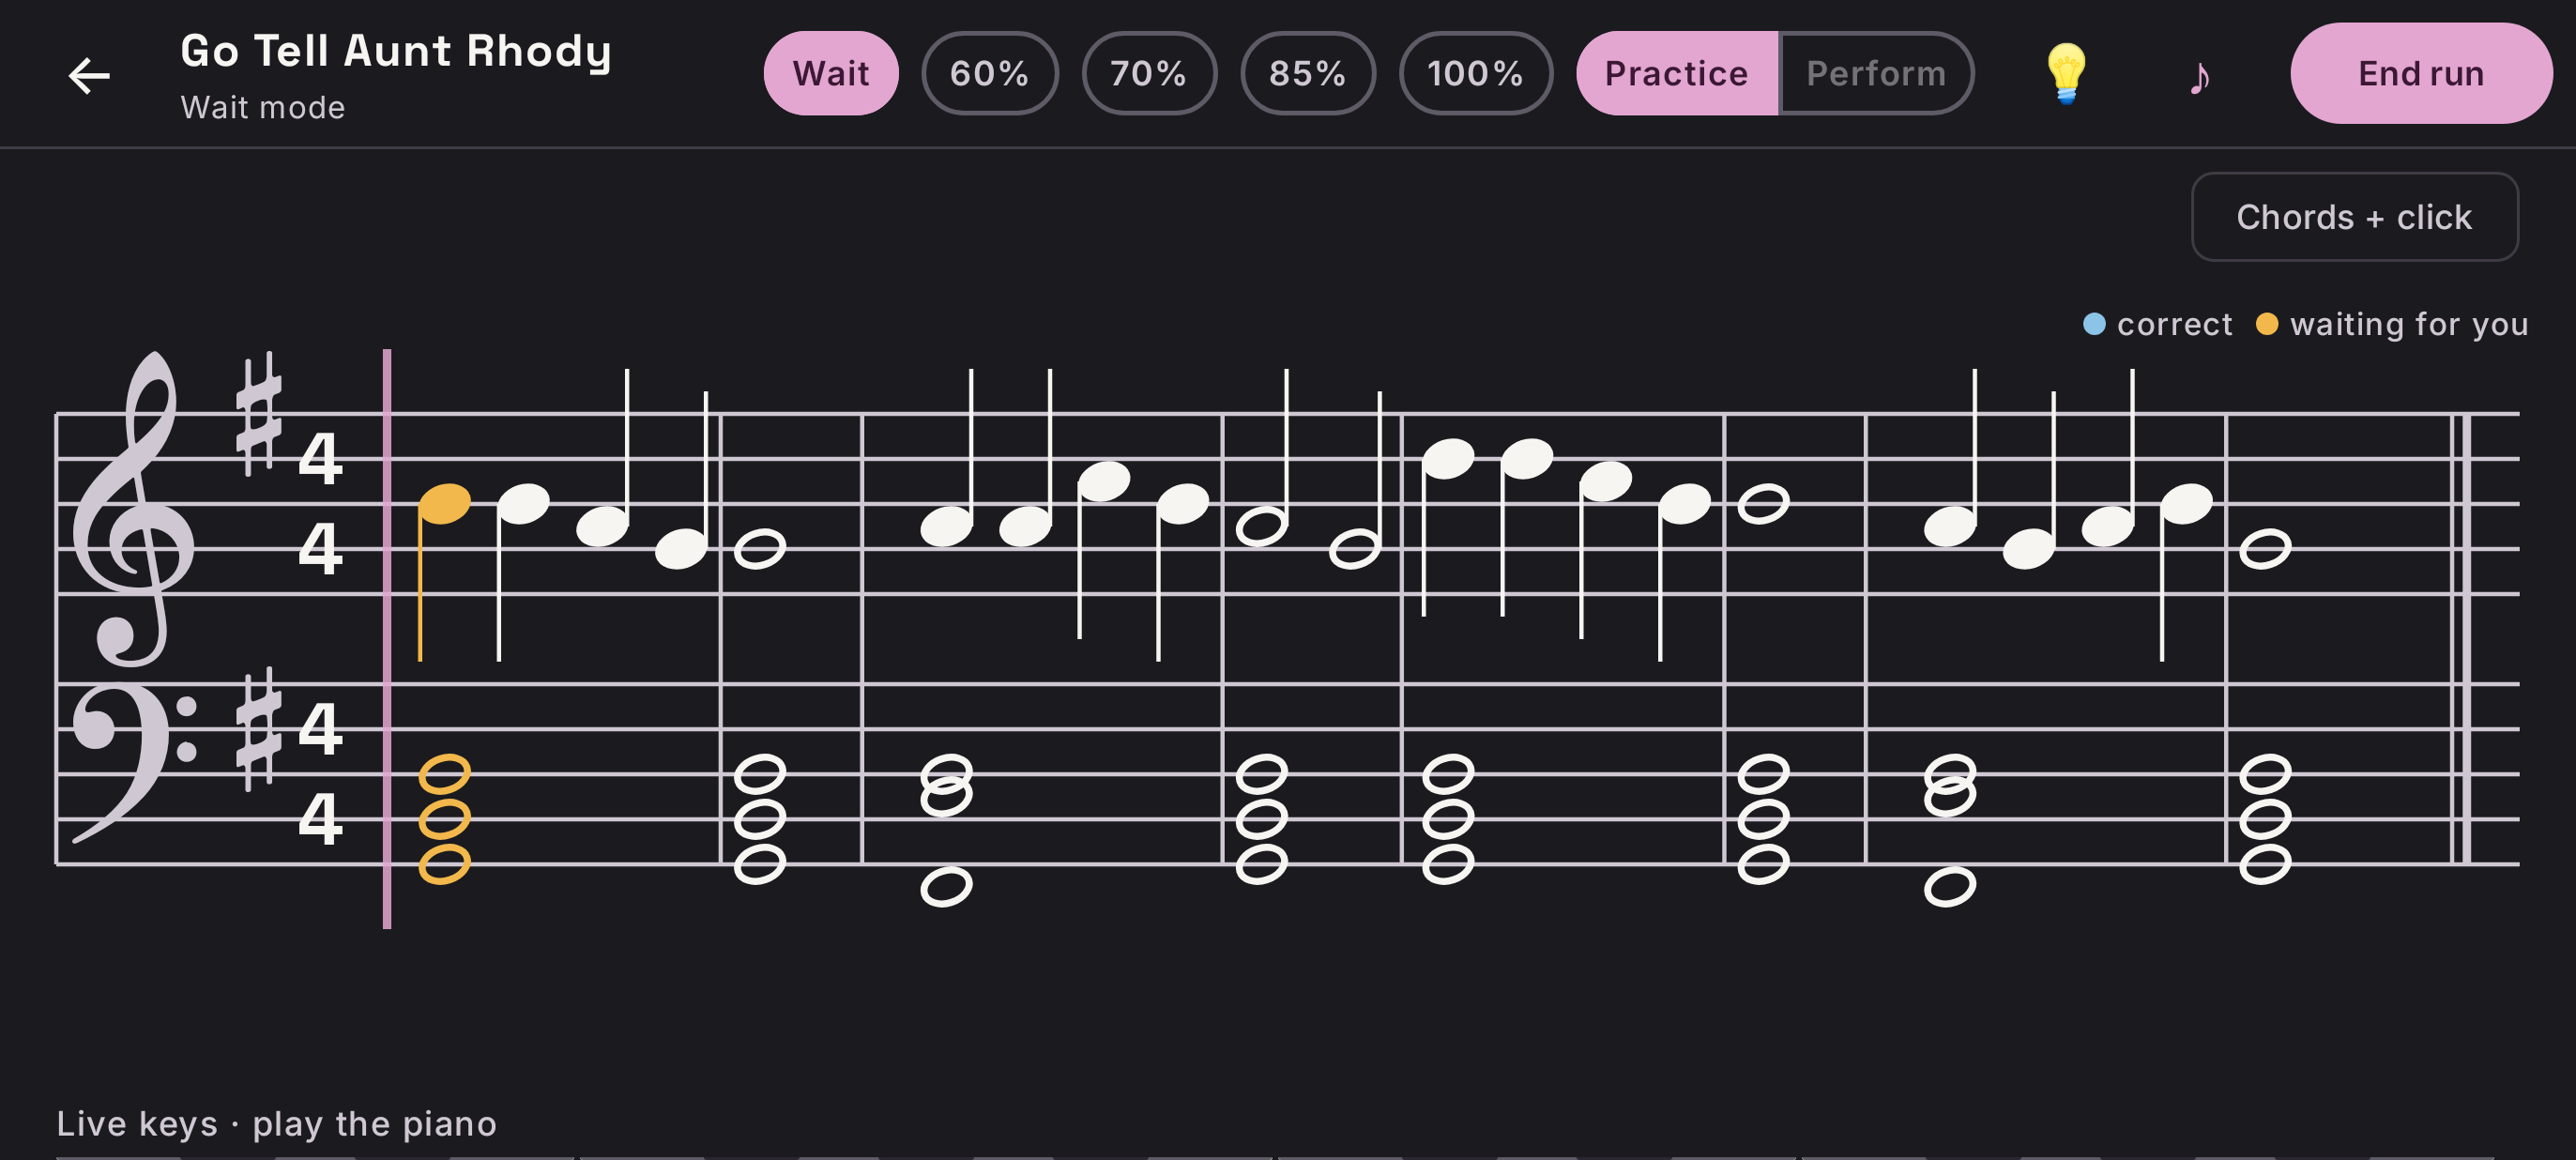 Go Tell Aunt Rhody
Wait mode
Wait 60% 70% 85% 100% Practice Perform End run
Chords + click
correct waiting for you
4
4
4
4
Live keys · play the piano